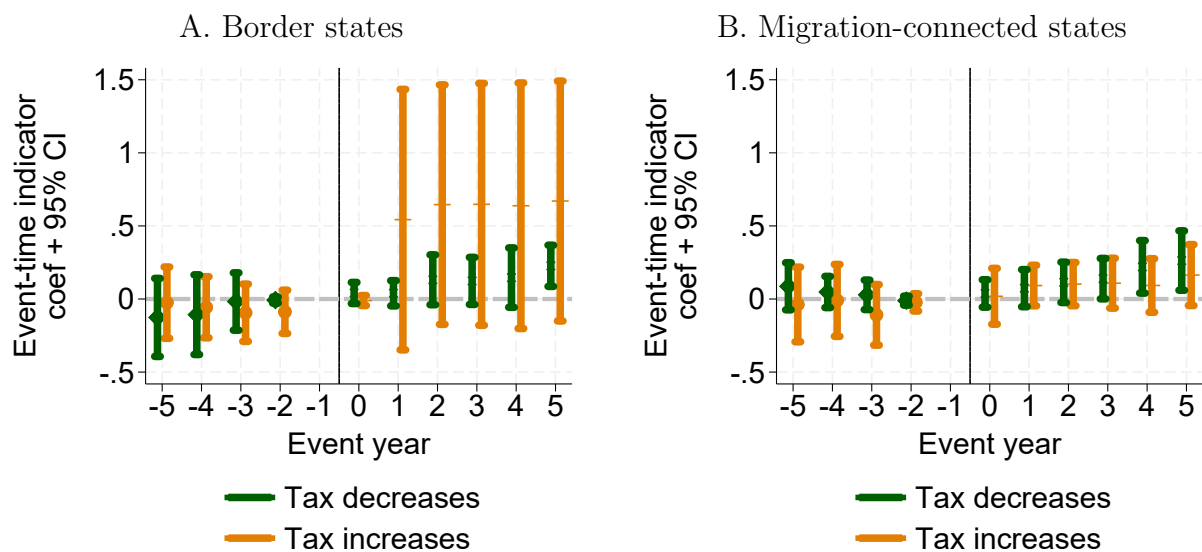 A. Border states
Event-time indicator
coef + 95% CI
1.5
1
.5
0
-.5
-5 -4 -3 -2 -1 0 1 2 3 4 5
Event year
Tax decreases
Tax increases
B. Migration-connected states
Event-time indicator
coef + 95% CI
1.5
1
.5
0
-.5
-5 -4 -3 -2 -1 0 1 2 3 4 5
Event year
Tax decreases
Tax increases